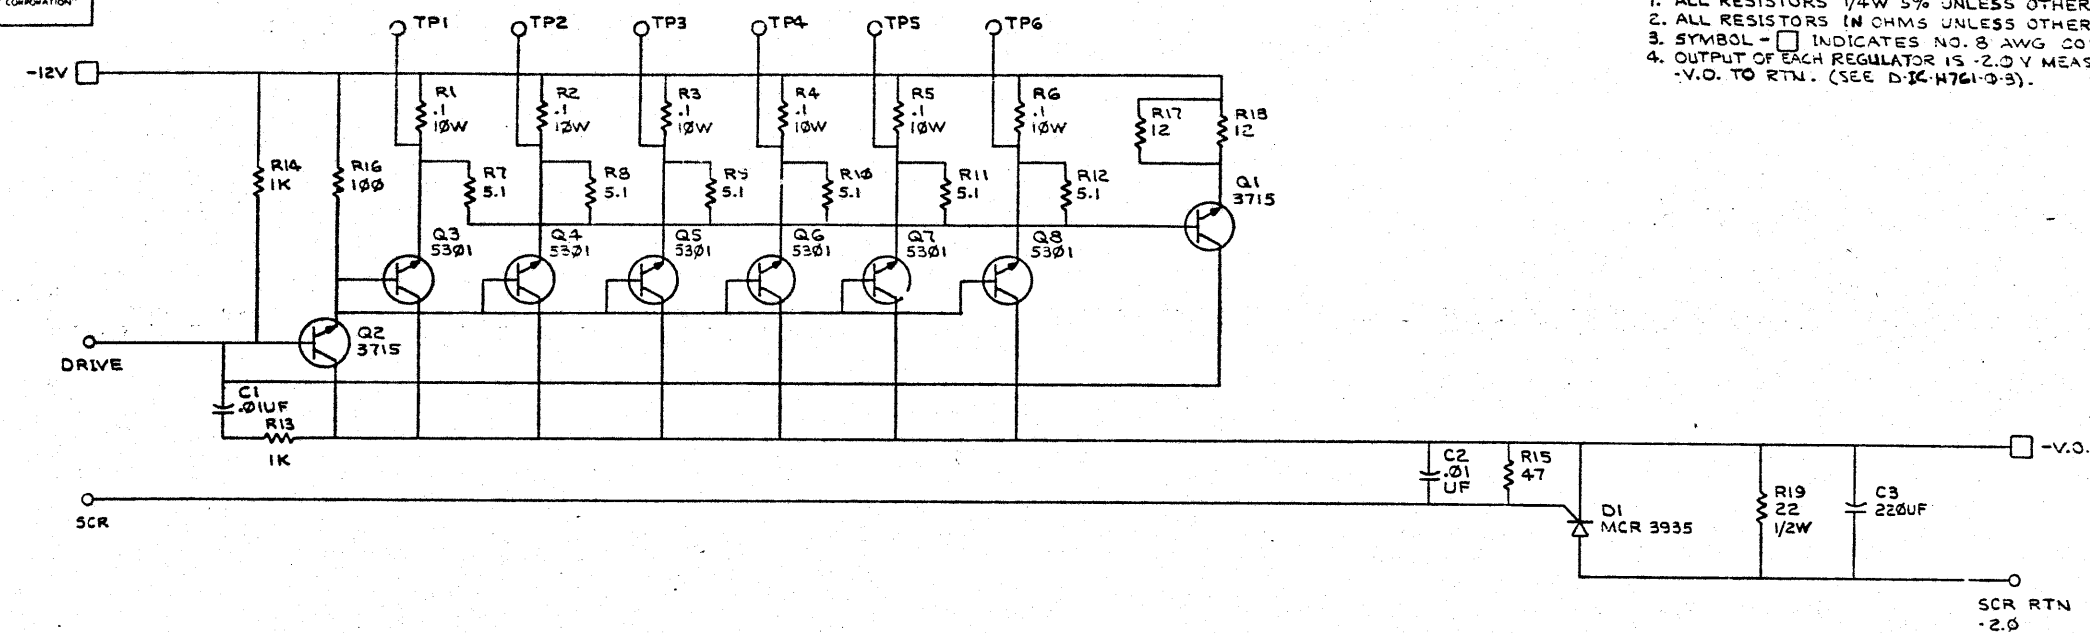 CORPORATION
1. ALL RESISTORS 1/4W 5% UNLESS OTHER
2. ALL RESISTORS IN OHMS UNLESS OTHER
3. SYMBOL - □ INDICATES NO. 8 AWG CO
4. OUTPUT OF EACH REGULATOR IS -2.0 V MEAS
-V.O. TO RTN. (SEE D-IC-H761-0-3).
TP1
TP2
TP3
TP4
TP5
TP6
-12V
R1
.1
10W
R2
.1
10W
R3
.1
10W
R4
.1
10W
R5
.1
10W
R6
.1
10W
R17
12
R18
12
R14
1K
R16
100
R7
5.1
R8
5.1
R9
5.1
R10
5.1
R11
5.1
R12
5.1
Q1
3715
Q3
5301
Q4
5301
Q5
5301
Q6
5301
Q7
5301
Q8
5301
Q2
3715
DRIVE
C1
.01UF
R13
1K
SCR
C2
.01
UF
R15
47
D1
MCR 3935
R19
22
1/2W
C3
220UF
-V.O.
SCR RTN
-2.0